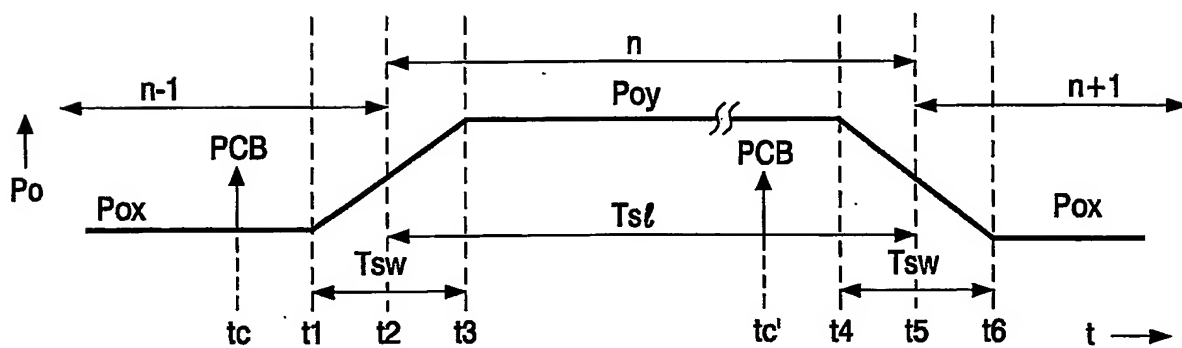 n
n-1
n+1
Poy
PCB
PCB
Po
Pox
Tsℓ
Pox
Tsw
Tsw
tc
t1
t2
t3
tc'
t4
t5
t6
t